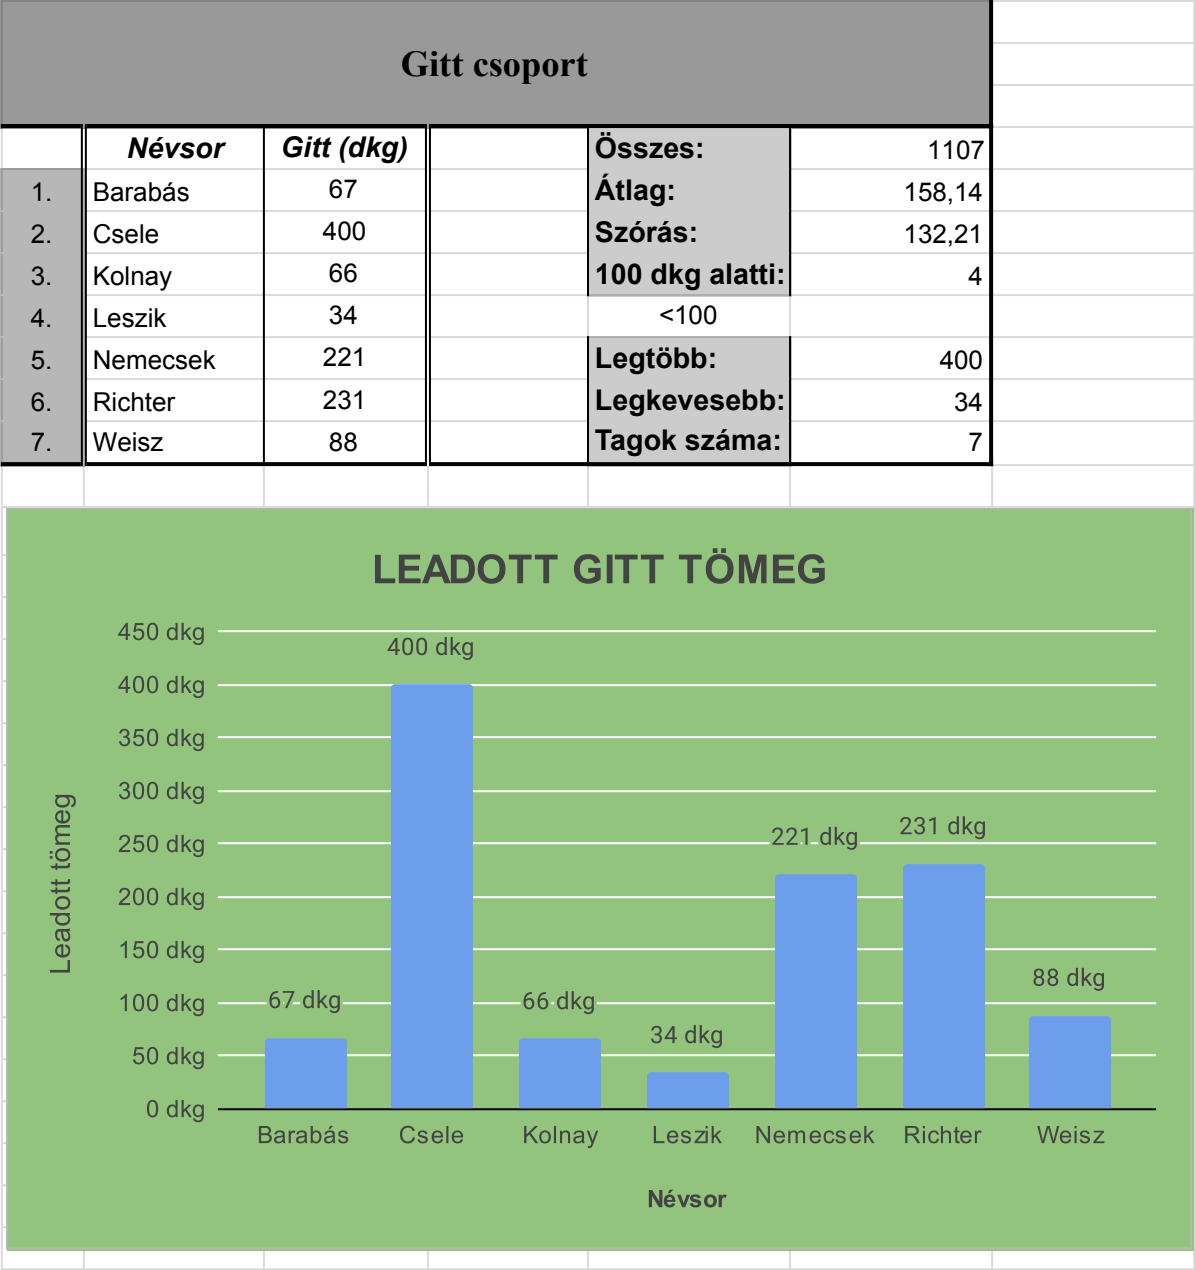 Gitt csoport
Névsor Gitt (dkg) Összes: 1107
1. Barabás 67 Átlag: 158,14
2. Csele 400 Szórás: 132,21
3. Kolnay 66 100 dkg alatti: 4
4. Leszik 34 <100
5. Nemecsek 221 Legtöbb: 400
6. Richter 231 Legkevesebb: 34
7. Weisz 88 Tagok száma: 7
LEADOTT GITT TÖMEG
Leadott tömeg
450 dkg
400 dkg
350 dkg
300 dkg
250 dkg
200 dkg
150 dkg
100 dkg
50 dkg
0 dkg
67 dkg
400 dkg
66 dkg
34 dkg
221 dkg
231 dkg
88 dkg
Barabás Csele Kolnay Leszik Nemecsek Richter Weisz
Névsor